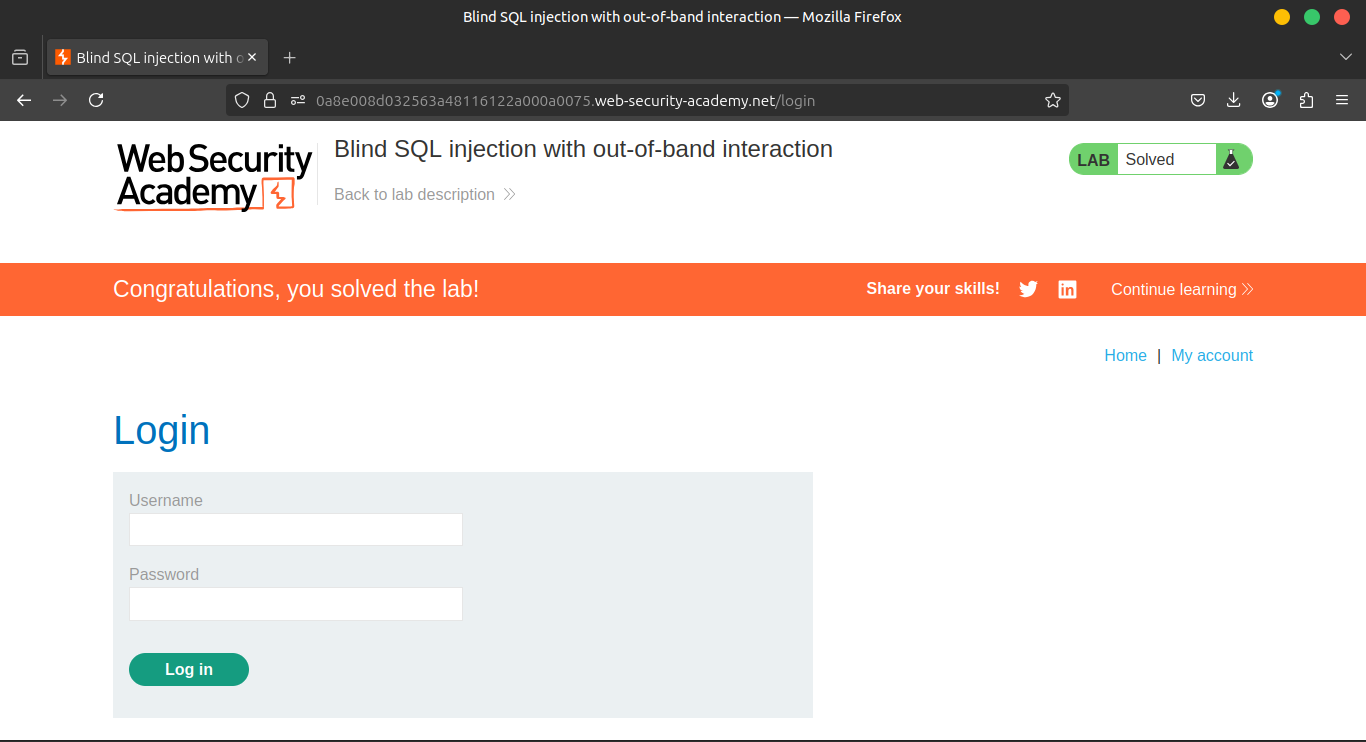 Blind SQL injection with out-of-band interaction — Mozilla Firefox
Blind SQL injection with o
0a8e008d032563a48116122a000a0075.web-security-academy.net/login
Web Security
Academy
Blind SQL injection with out-of-band interaction
Back to lab description
LAB Solved
Congratulations, you solved the lab!
Share your skills!
Continue learning
Home | My account
Login
Username
Password
Log in